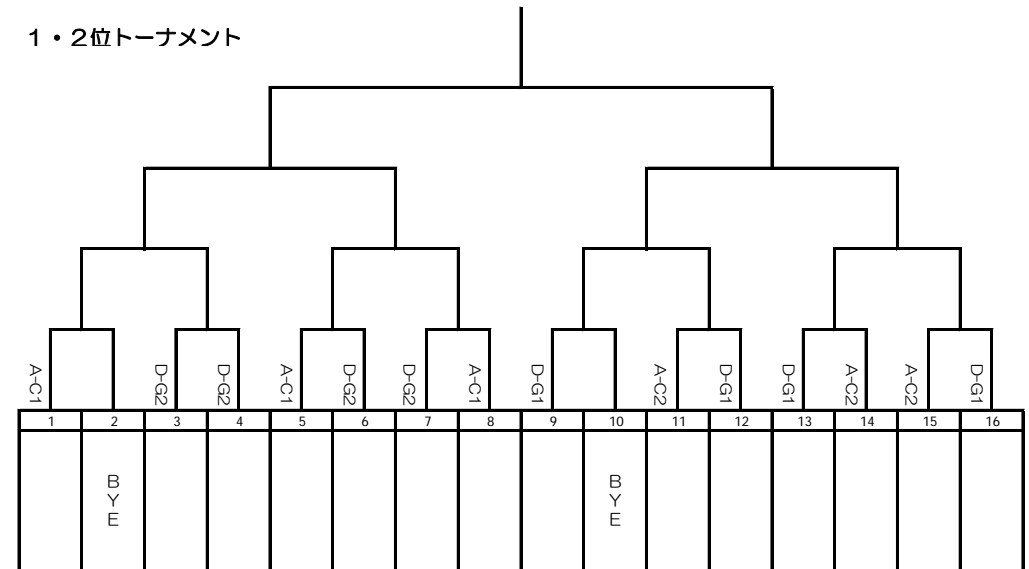 １・２位トーナメント
A-C1 D-G2 D-G2 A-C1 D-G2 D-G2 A-C1 D-G1 A-C2 D-G1 D-G1 A-C2 A-C2 D-G1
1 2 3 4 5 6 7 8 9 10 11 12 13 14 15 16
BYE BYE